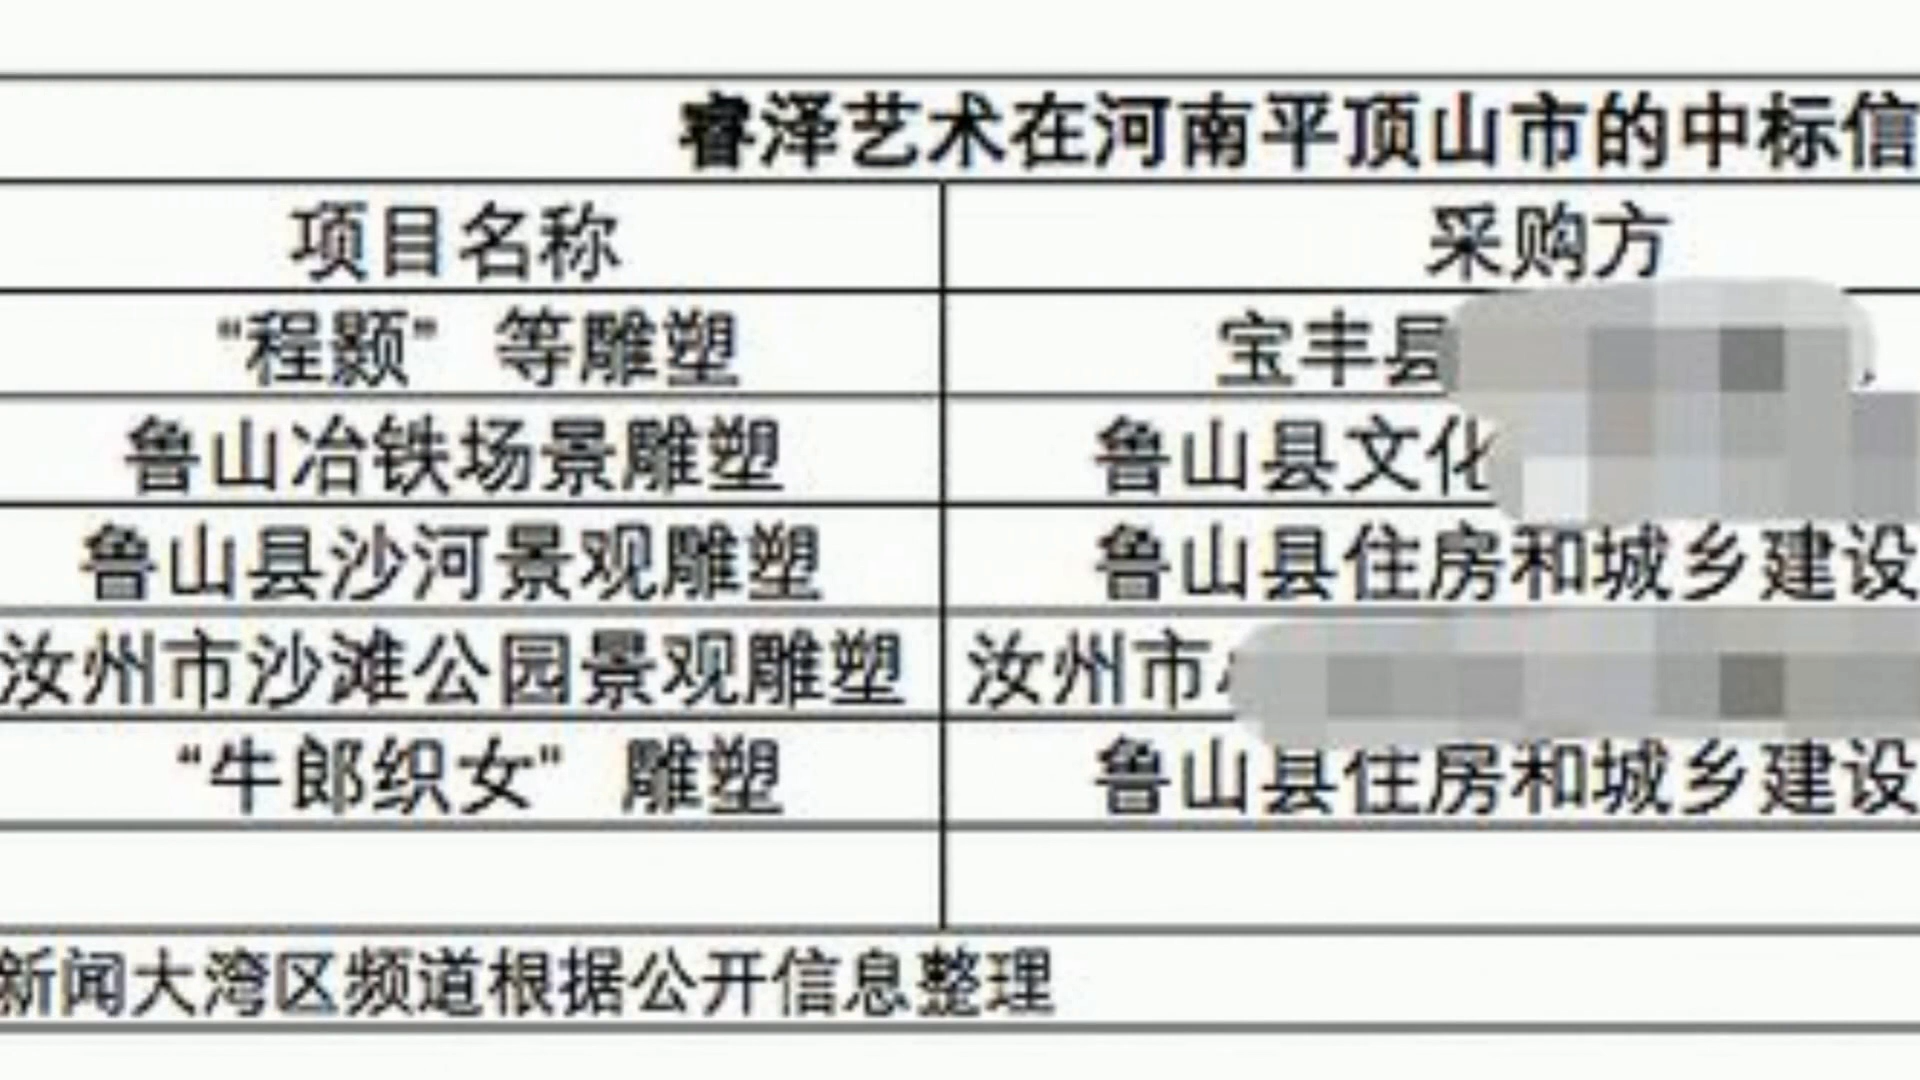 睿泽艺术在河南平顶山市的中标信
项目名称 采购方
“程颢”等雕塑 宝丰县
鲁山冶铁场景雕塑 鲁山县文化
鲁山县沙河景观雕塑 鲁山县住房和城乡建设
汝州市沙滩公园景观雕塑 汝州市
“牛郎织女”雕塑 鲁山县住房和城乡建设
新闻大湾区频道根据公开信息整理